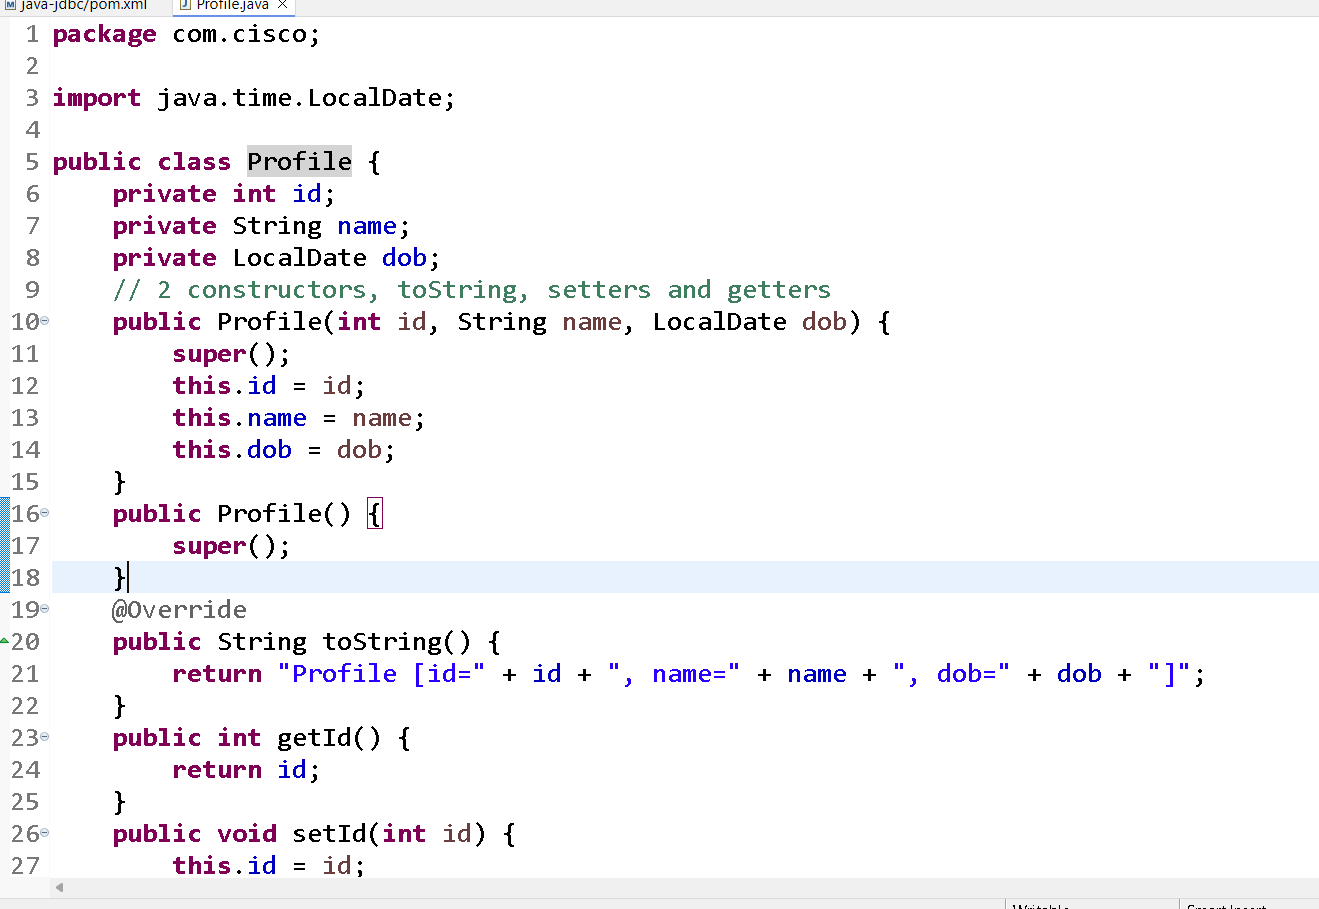 java-jdbc/pom.xml Profile.java
1 package com.cisco;
2
3 import java.time.LocalDate;
4
5 public class Profile {
6     private int id;
7     private String name;
8     private LocalDate dob;
9     // 2 constructors, toString, setters and getters
10     public Profile(int id, String name, LocalDate dob) {
11         super();
12         this.id = id;
13         this.name = name;
14         this.dob = dob;
15     }
16     public Profile() {
17         super();
18     }
19     @Override
20     public String toString() {
21         return "Profile [id=" + id + ", name=" + name + ", dob=" + dob + "]";
22     }
23     public int getId() {
24         return id;
25     }
26     public void setId(int id) {
27         this.id = id;
Writable Smart Insert